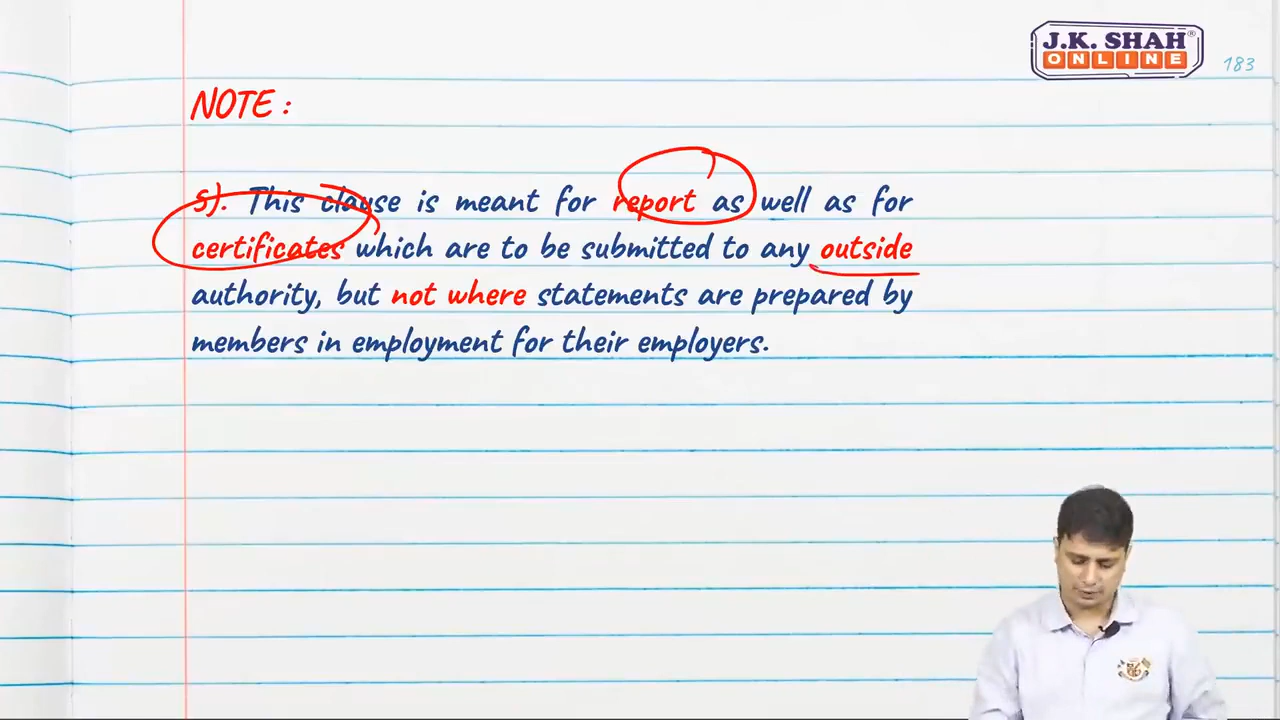 J.K. SHAH®
ONLINE
183
NOTE :
5). This clause is meant for report as well as for
certificates which are to be submitted to any outside
authority, but not where statements are prepared by
members in employment for their employers.